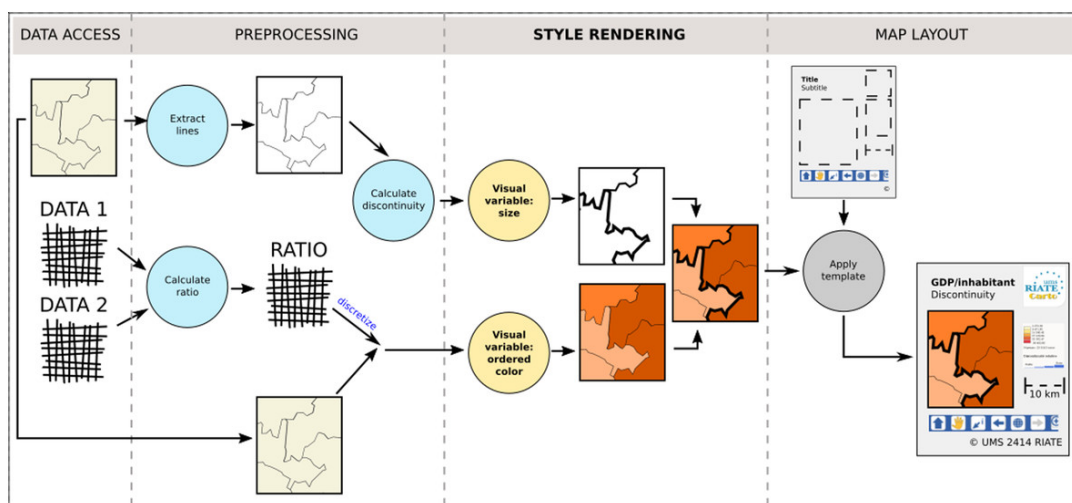 DATA ACCESS
PREPROCESSING
STYLE RENDERING
MAP LAYOUT
Extract
lines
Calculate
discontinuity
Visual
variable:
size
Title
Subtitle
©
DATA 1
DATA 2
Calculate
ratio
RATIO
discretize
Visual
variable:
ordered
color
Apply
template
GDP/inhabitant
Discontinuity
RIATE
Carto
10 km
© UMS 2414 RIATE